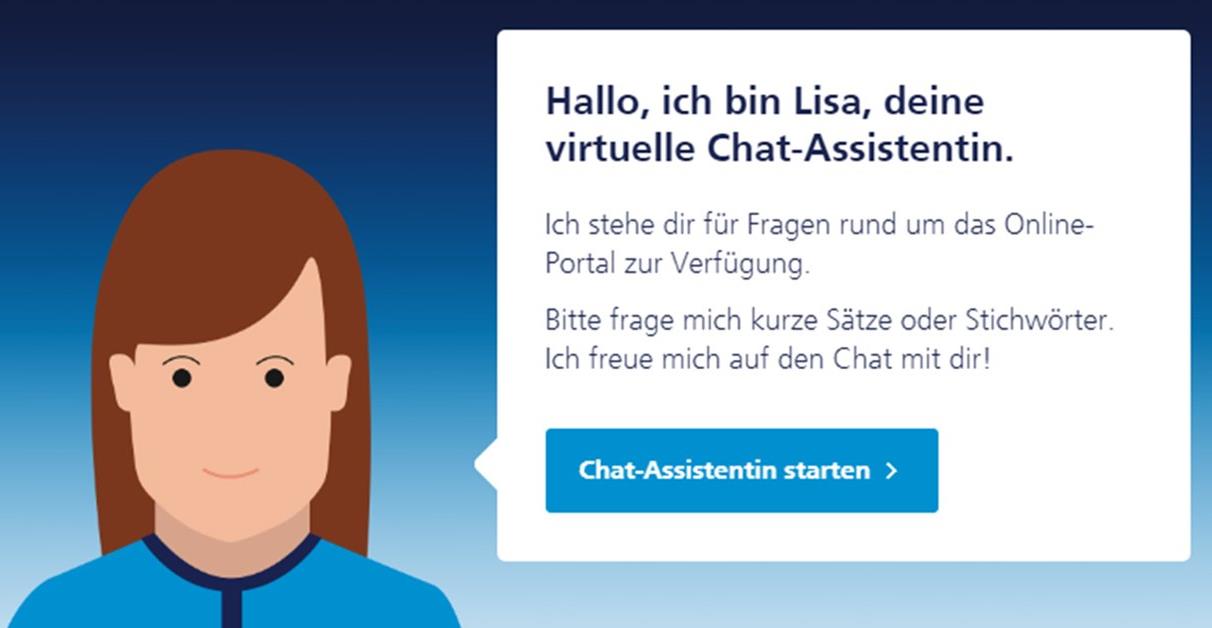 Hallo, ich bin Lisa, deine
virtuelle Chat-Assistentin.
Ich stehe dir für Fragen rund um das Online-
Portal zur Verfügung.
Bitte frage mich kurze Sätze oder Stichwörter.
Ich freue mich auf den Chat mit dir!
Chat-Assistentin starten >